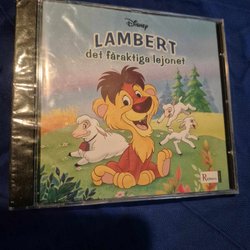 Disney
LAMBERT
det fåraktiga lejonet